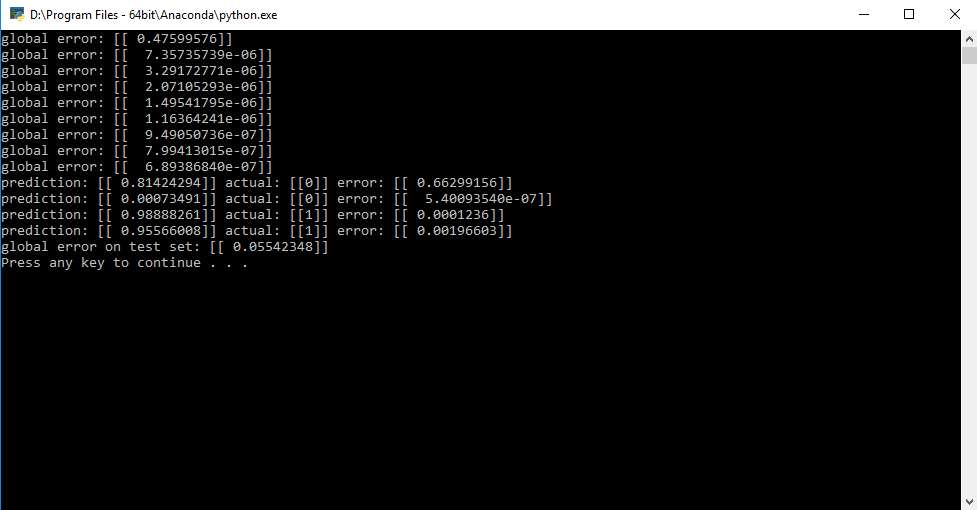 D:\Program Files - 64bit\Anaconda\python.exe
global error: [[ 0.47599576]]
global error: [[  7.35735739e-06]]
global error: [[  3.29172771e-06]]
global error: [[  2.07105293e-06]]
global error: [[  1.49541795e-06]]
global error: [[  1.16364241e-06]]
global error: [[  9.49050736e-07]]
global error: [[  7.99413015e-07]]
global error: [[  6.89386840e-07]]
prediction: [[ 0.81424294]] actual: [[0]] error: [[ 0.66299156]]
prediction: [[ 0.00073491]] actual: [[0]] error: [[  5.40093540e-07]]
prediction: [[ 0.98888261]] actual: [[1]] error: [[ 0.0001236]]
prediction: [[ 0.95566008]] actual: [[1]] error: [[ 0.00196603]]
global error on test set: [[ 0.05542348]]
Press any key to continue . . .